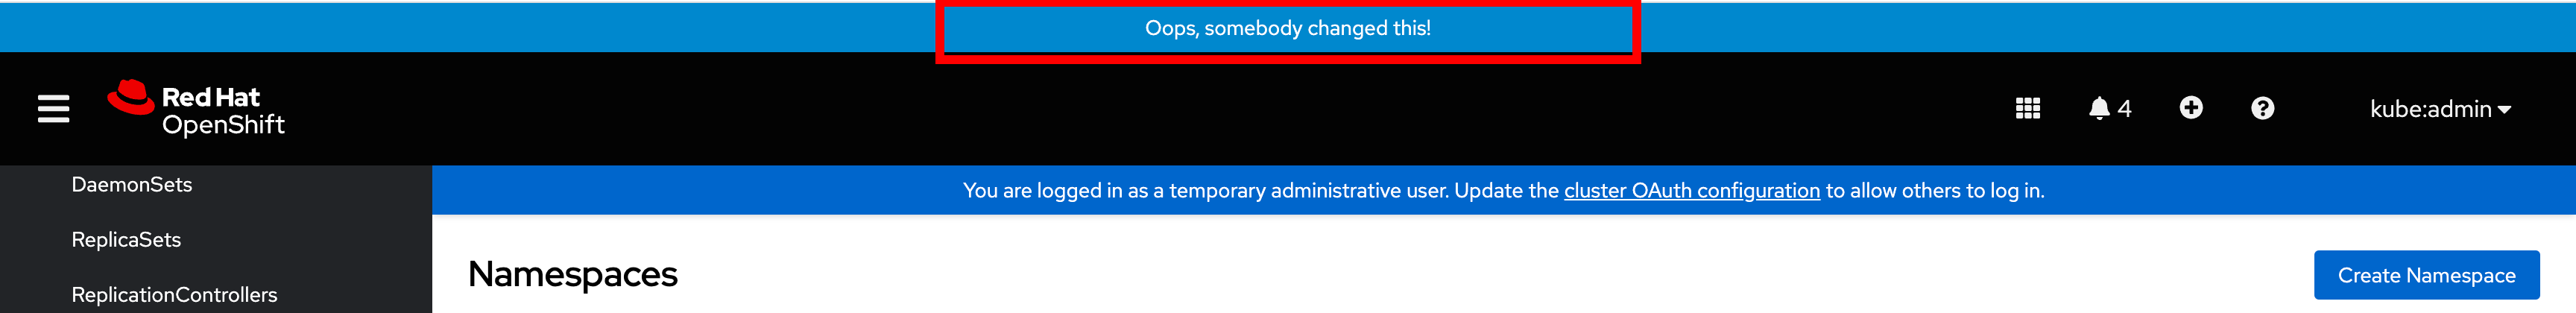 Oops, somebody changed this!
Red Hat
OpenShift
4
kube:admin
DaemonSets
You are logged in as a temporary administrative user. Update the cluster OAuth configuration to allow others to log in.
ReplicaSets
Namespaces
Create Namespace
ReplicationControllers